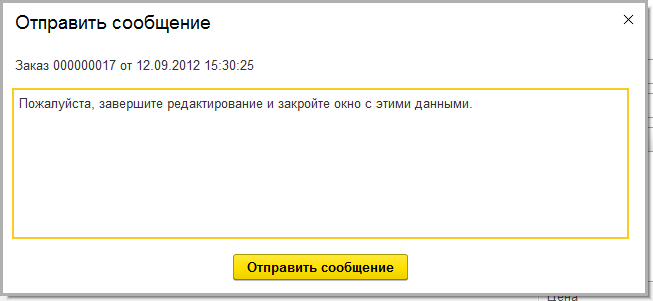 Отправить сообщение
Заказ 000000017 от 12.09.2012 15:30:25
Пожалуйста, завершите редактирование и закройте окно с этими данными.
Отправить сообщение
Цена